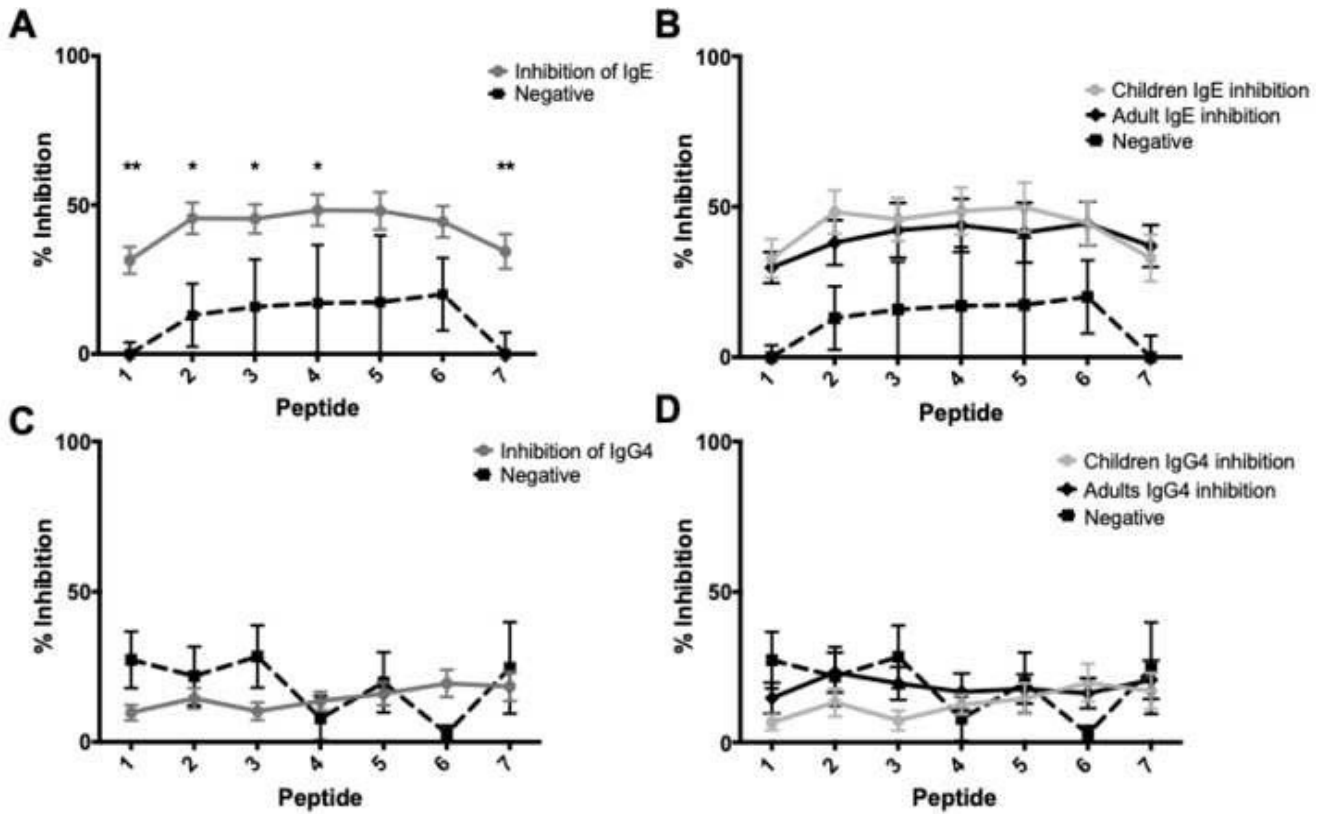 A
100
50
0
% Inhibition
Inhibition of IgE
Negative
** * * * **
1 2 3 4 5 6 7
Peptide
B
100
50
0
% Inhibition
Children IgE inhibition
Adult IgE inhibition
Negative
1 2 3 4 5 6 7
Peptide
C
100
50
0
% Inhibition
Inhibition of IgG4
Negative
1 2 3 4 5 6 7
Peptide
D
100
50
0
% Inhibition
Children IgG4 inhibition
Adults IgG4 inhibition
Negative
1 2 3 4 5 6 7
Peptide